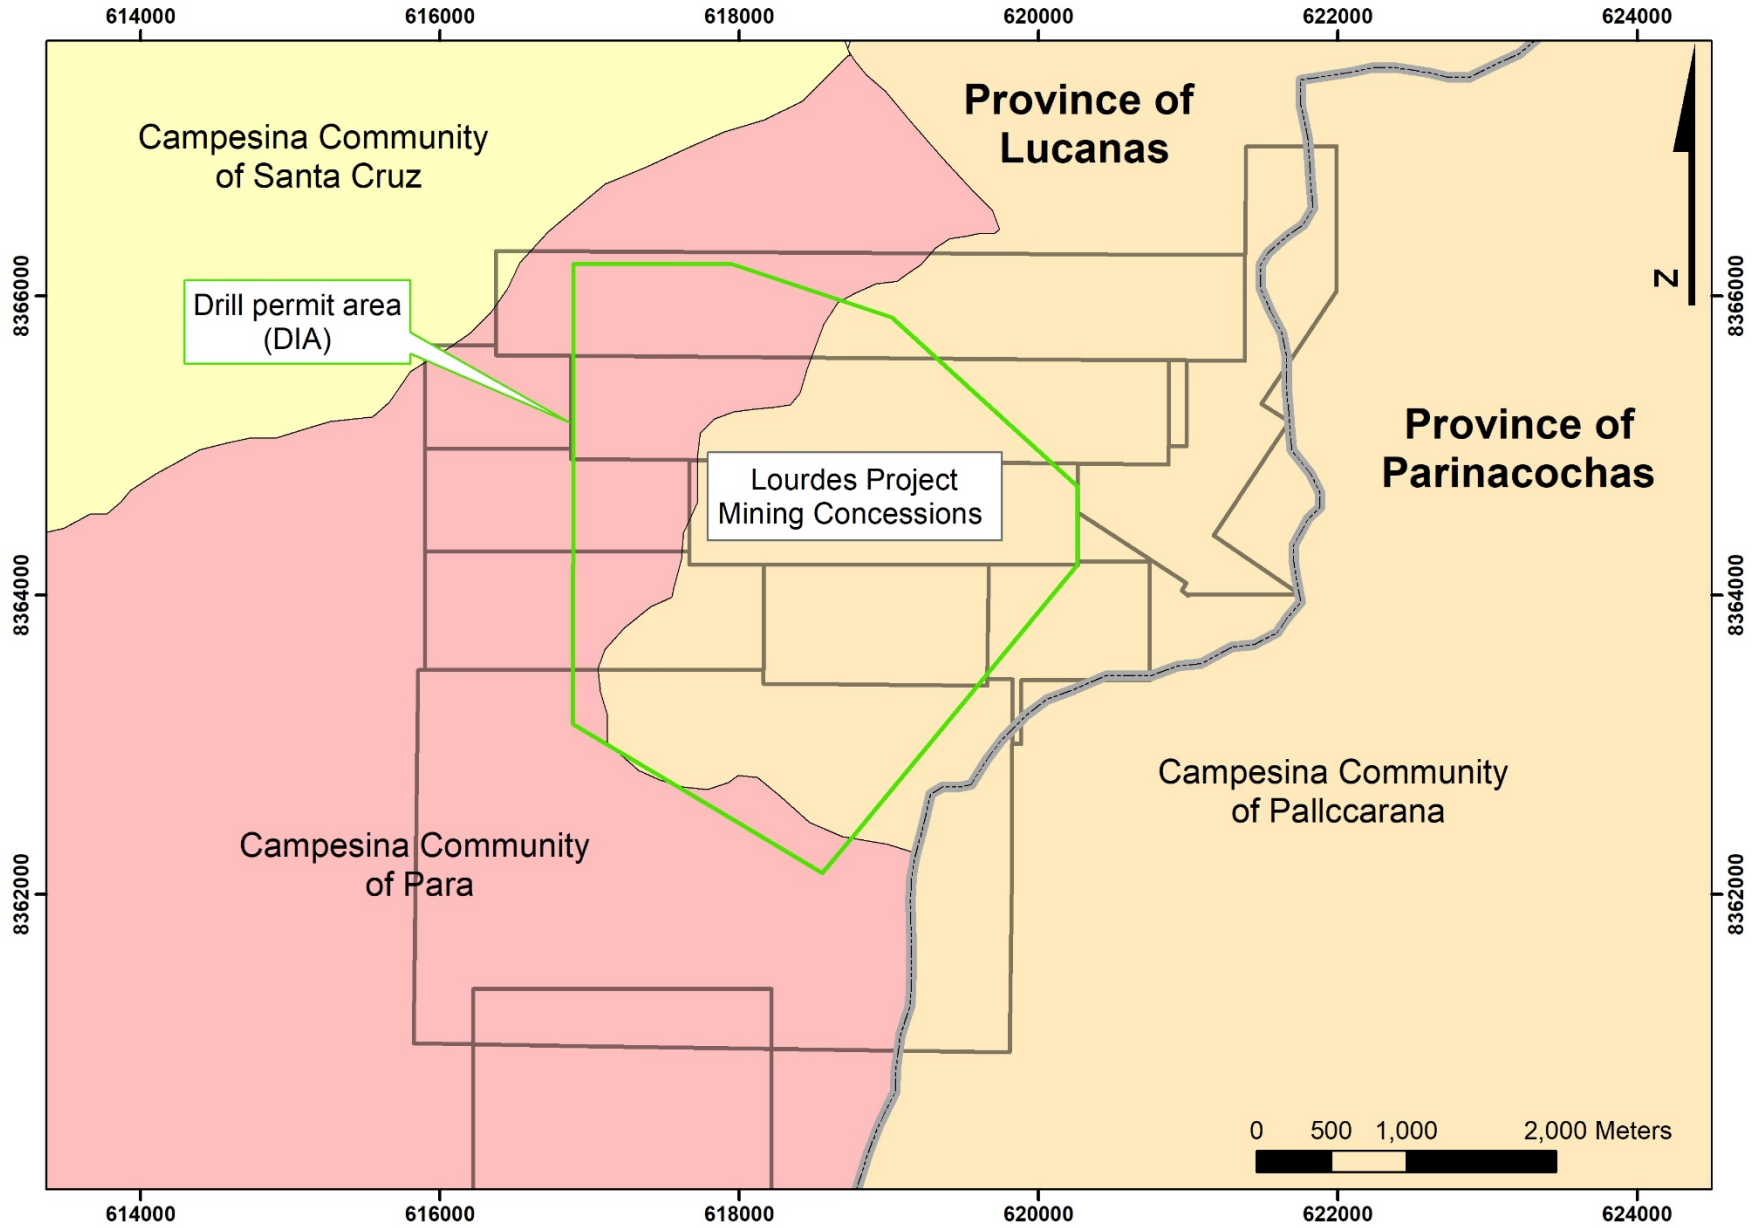 614000 616000 618000 620000 622000 624000
Province of
Lucanas
Campesina Community
of Santa Cruz
N
8366000
8366000
Drill permit area
(DIA)
Province of
Parinacochas
Lourdes Project
Mining Concessions
8364000
8364000
Campesina Community
of Pallccarana
Campesina Community
of Para
8362000
8362000
0 500 1,000 2,000 Meters
614000 616000 618000 620000 622000 624000